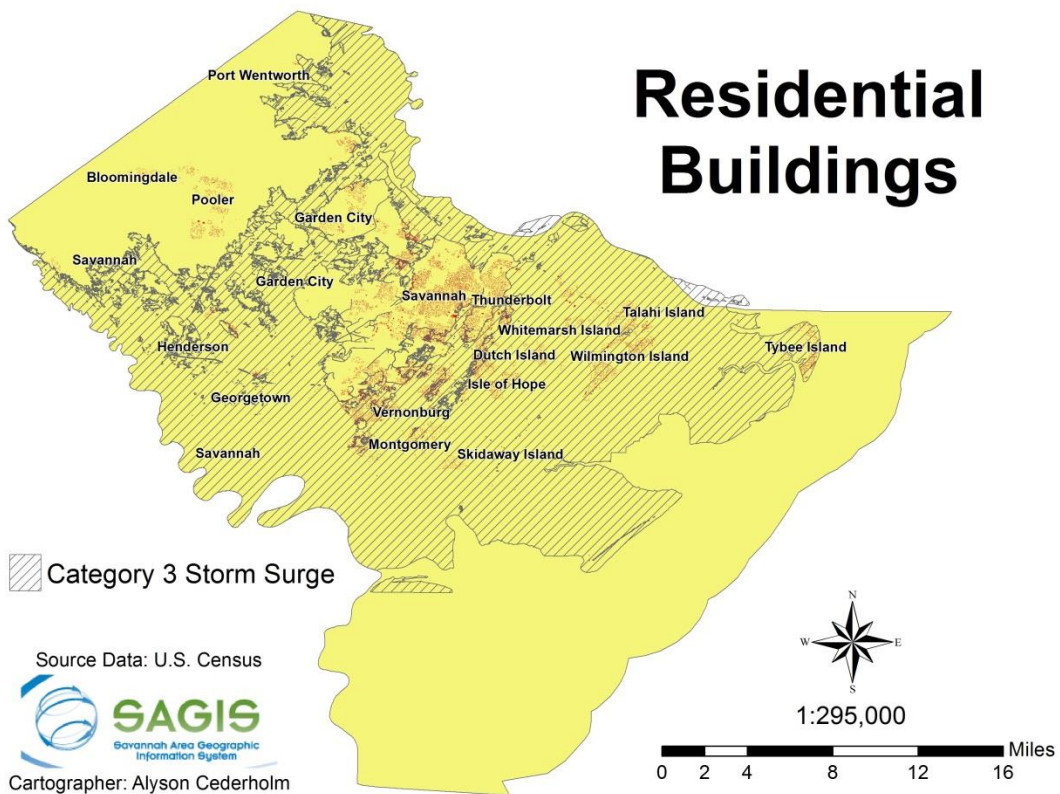 Residential
Buildings
Port Wentworth
Bloomingdale
Pooler
Garden City
Savannah
Garden City
Savannah
Thunderbolt
Talahi Island
Whitemarsh Island
Henderson
Dutch Island
Wilmington Island
Tybee Island
Isle of Hope
Georgetown
Vernonburg
Montgomery
Savannah
Skidaway Island
Category 3 Storm Surge
Source Data: U.S. Census
SAGIS
Savannah Area Geographic
Information System
Cartographer: Alyson Cederholm
N
W
E
S
1:295,000
Miles
0 2 4 8 12 16